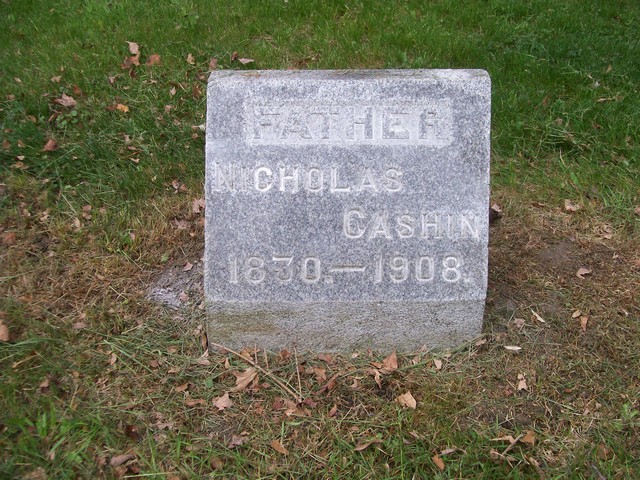 FATHER
NICHOLAS
CASHIN
1830.—1908.